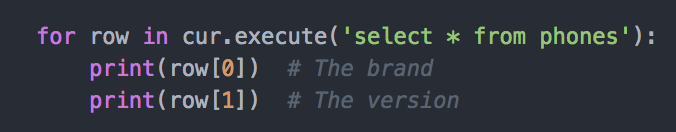 for row in cur.execute('select * from phones'):
    print(row[0])  # The brand
    print(row[1])  # The version